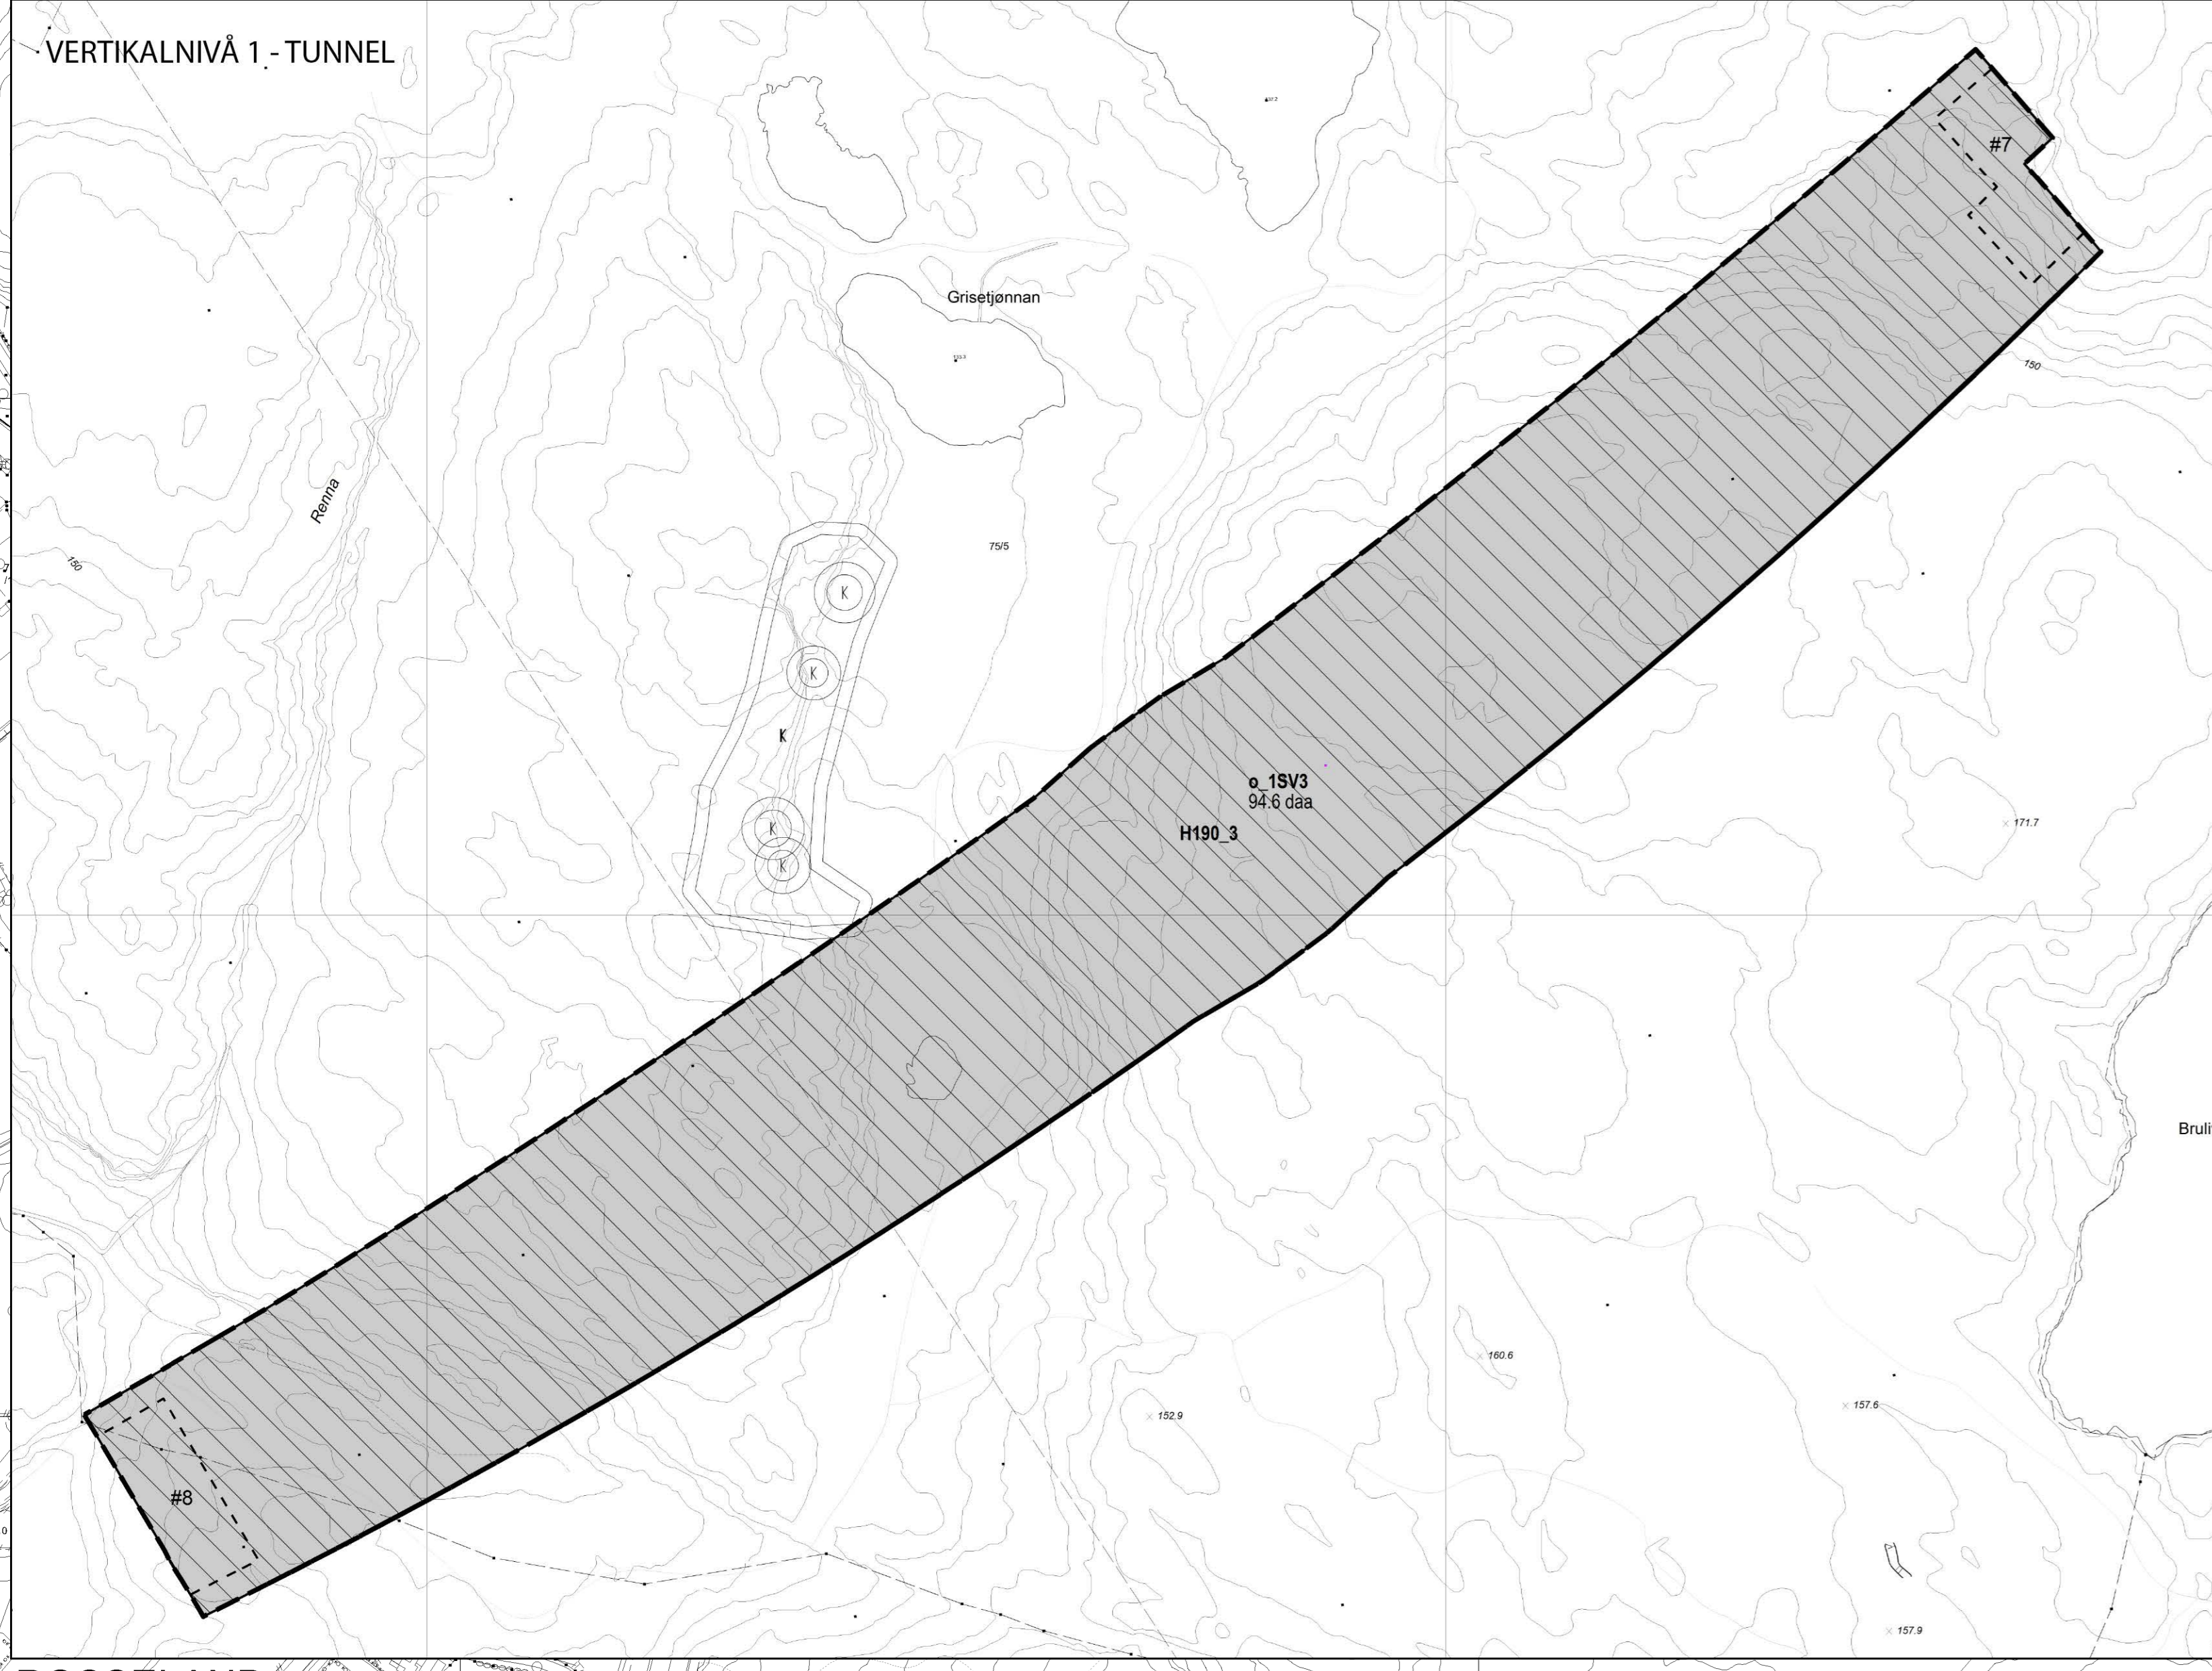 VERTIKALNIVÅ 1 - TUNNEL
#7
Grisetjønnan
150
Renna
75/5
150
K
K
K
o_1SV3
94.6 daa
H190_3
K
K
171.7
Bruli
160.6
157.6
152.9
#8
157.9